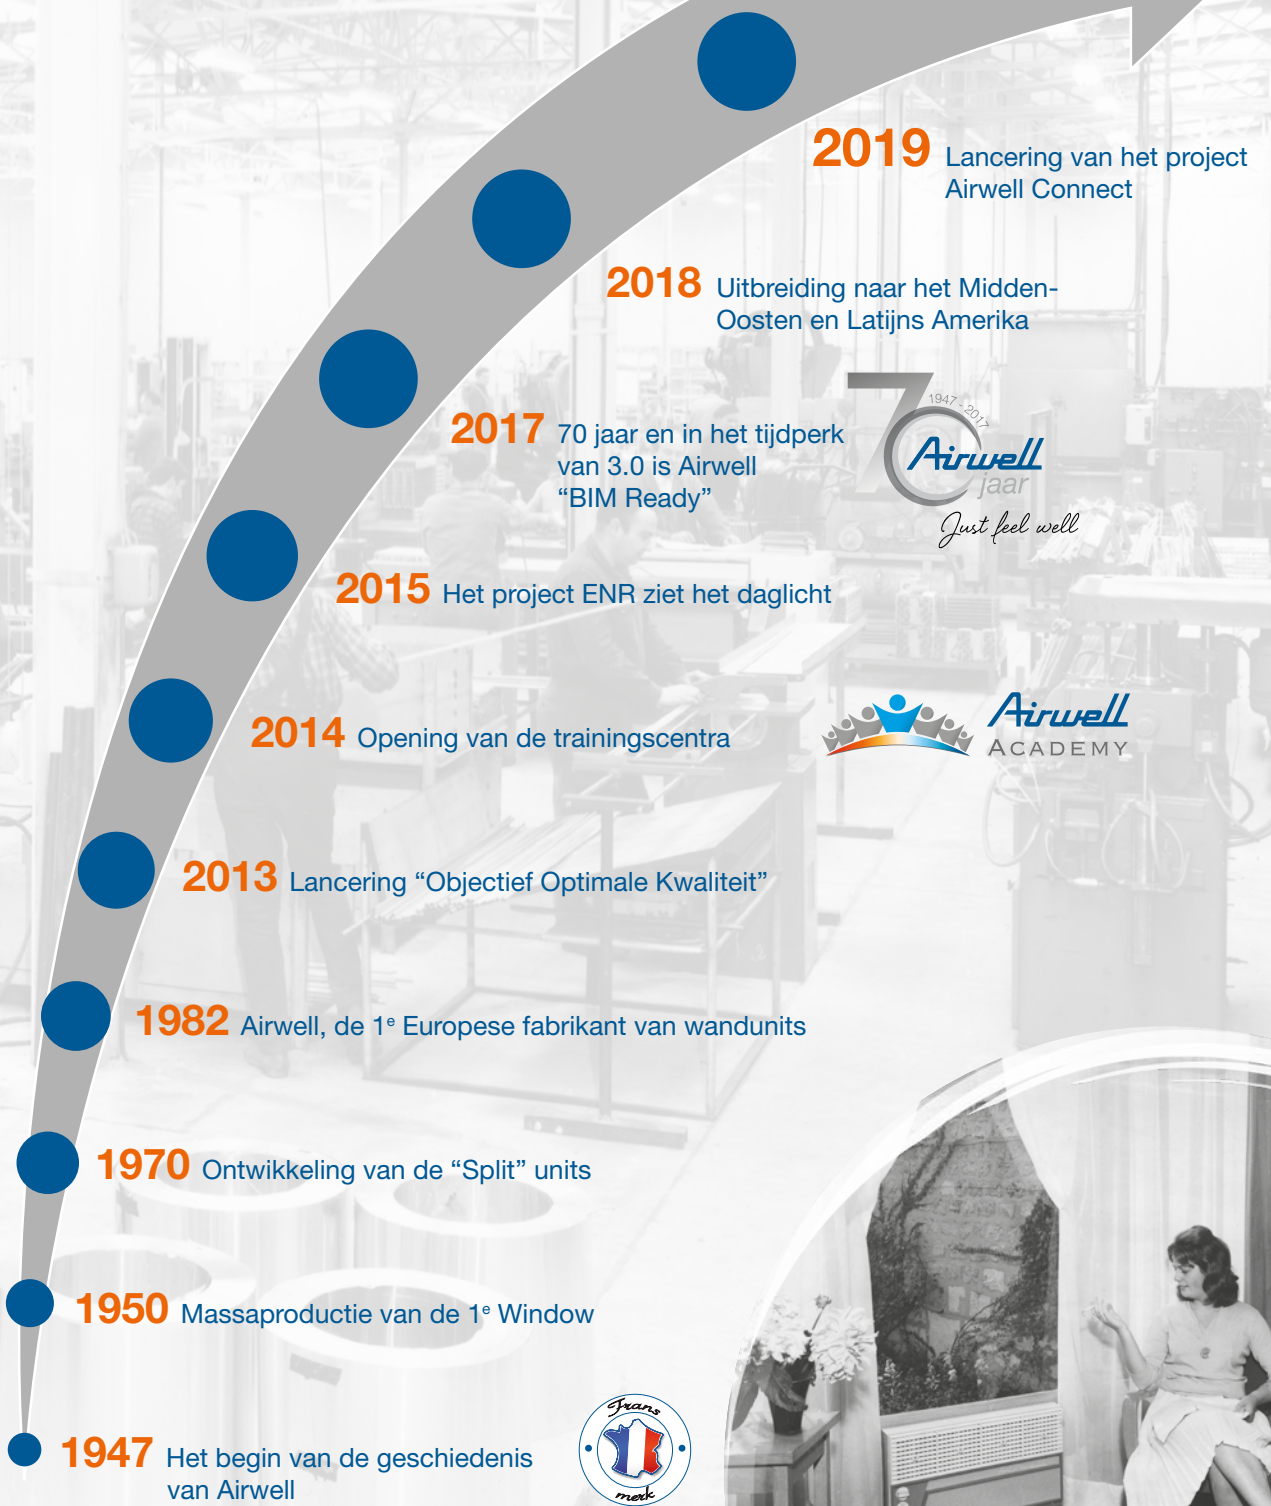 2019 Lancering van het project
Airwell Connect
2018 Uitbreiding naar het Midden-
Oosten en Latijns Amerika
2017 70 jaar en in het tijdperk
van 3.0 is Airwell
“BIM Ready”
70
1947 - 2017
Airwell
jaar
Just feel well
2015 Het project ENR ziet het daglicht
2014 Opening van de trainingscentra
Airwell
ACADEMY
2013 Lancering “Objectief Optimale Kwaliteit”
1982 Airwell, de 1e Europese fabrikant van wandunits
1970 Ontwikkeling van de “Split” units
1950 Massaproductie van de 1e Window
1947 Het begin van de geschiedenis
van Airwell
Frans
merk